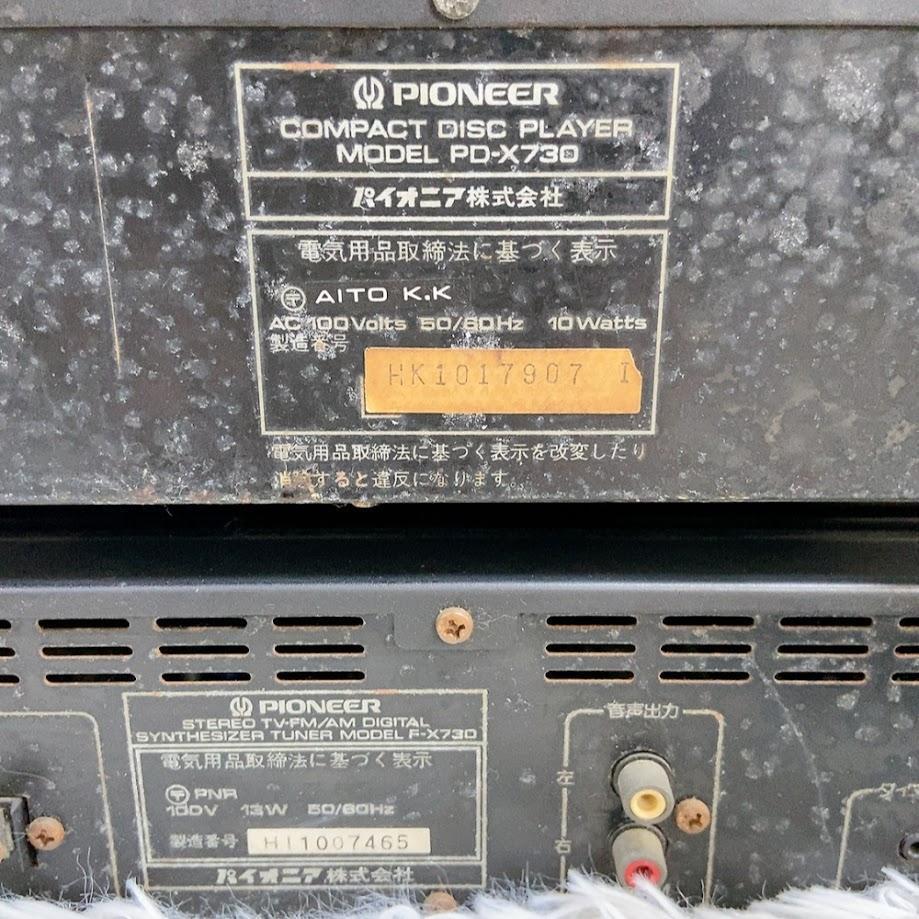 PIONEER
COMPACT DISC PLAYER
MODEL PD-X730
パイオニア株式会社
電気用品取締法に基づく表示
〒 AITO K.K
AC 100Volts 50/60Hz 10Watts
製造番号
HK1017907 I
電気用品取締法に基づく表示を改変したり
消除すると違反になります。
PIONEER
STEREO TV-FM/AM DIGITAL
SYNTHESIZER TUNER MODEL F-X730
電気用品取締法に基づく表示
〒 PNR
100V 13W 50/60Hz
製造番号 HI1007465
パイオニア株式会社
音声出力
左
右